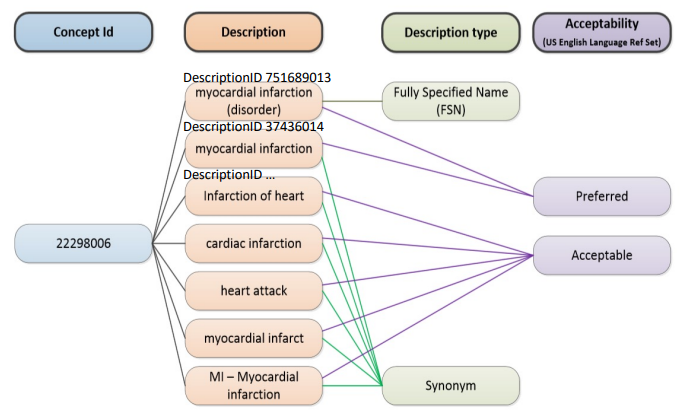 Concept Id
Description
Description type
Acceptability
(US English Language Ref Set)
DescriptionID 751689013
myocardial infarction
(disorder)
Fully Specified Name
(FSN)
DescriptionID 37436014
myocardial infarction
DescriptionID ...
Infarction of heart
Preferred
22298006
cardiac infarction
Acceptable
heart attack
myocardial infarct
MI – Myocardial
infarction
Synonym